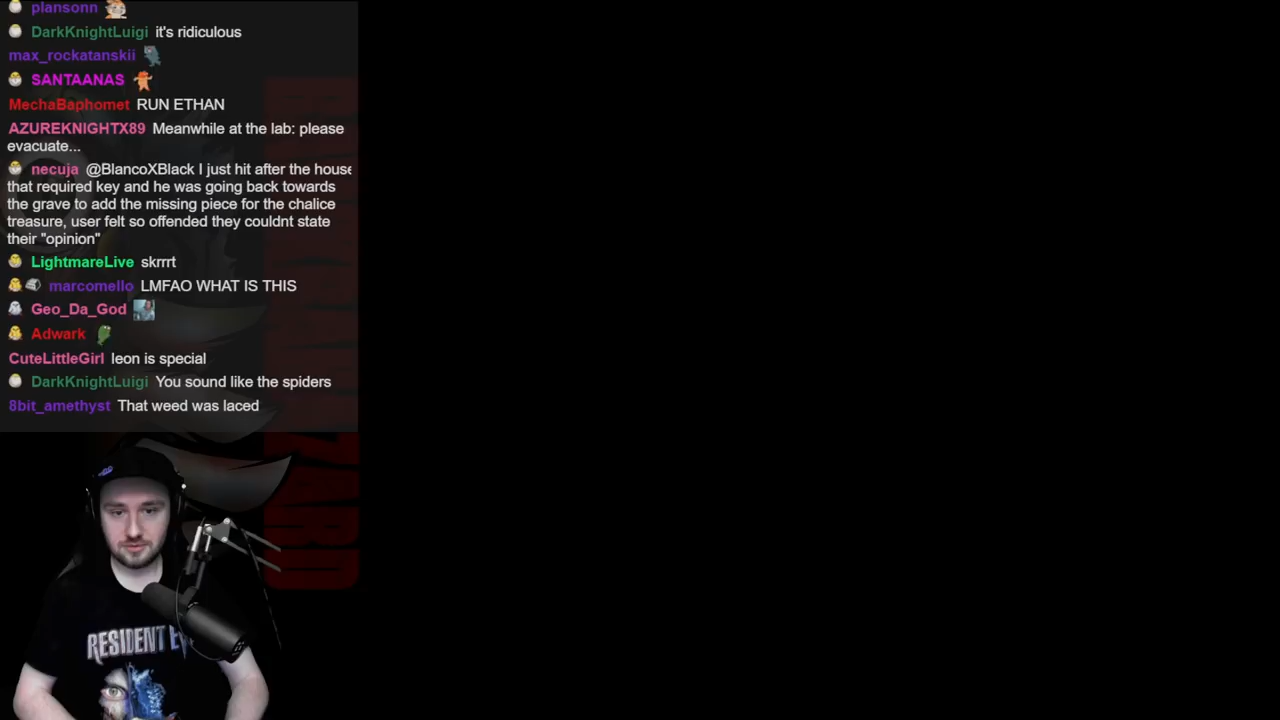 plansonn
DarkKnightLuigi it's ridiculous
max_rockatanskii
SANTAANAS
MechaBaphomet RUN ETHAN
AZUREKNIGHTX89 Meanwhile at the lab: please
evacuate...
necuja @BlancoXBlack I just hit after the house
that required key and he was going back towards
the grave to add the missing piece for the chalice
treasure, user felt so offended they couldnt state
their "opinion"
LightmareLive skrrrt
marcomello LMFAO WHAT IS THIS
Geo_Da_God
Adwark
CuteLittleGirl leon is special
DarkKnightLuigi You sound like the spiders
8bit_amethyst That weed was laced
RESIDENT EV